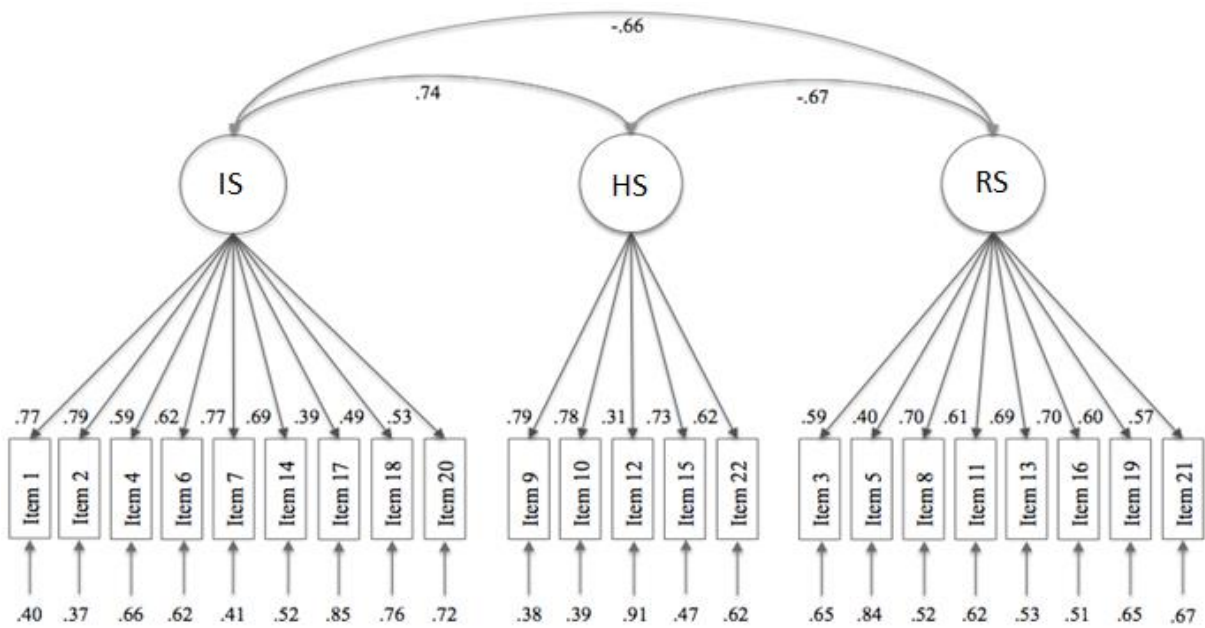 -.66
.74 -.67
IS HS RS
.77 .79 .59 .62 .77 .69 .39 .49 .53 .79 .78 .31 .73 .62 .59 .40 .70 .61 .69 .70 .60 .57
Item 1 Item 2 Item 4 Item 6 Item 7 Item 14 Item 17 Item 18 Item 20 Item 9 Item 10 Item 12 Item 15 Item 22 Item 3 Item 5 Item 8 Item 11 Item 13 Item 16 Item 19 Item 21
.40 .37 .66 .62 .41 .52 .85 .76 .72 .38 .39 .91 .47 .62 .65 .84 .52 .62 .53 .51 .65 .67